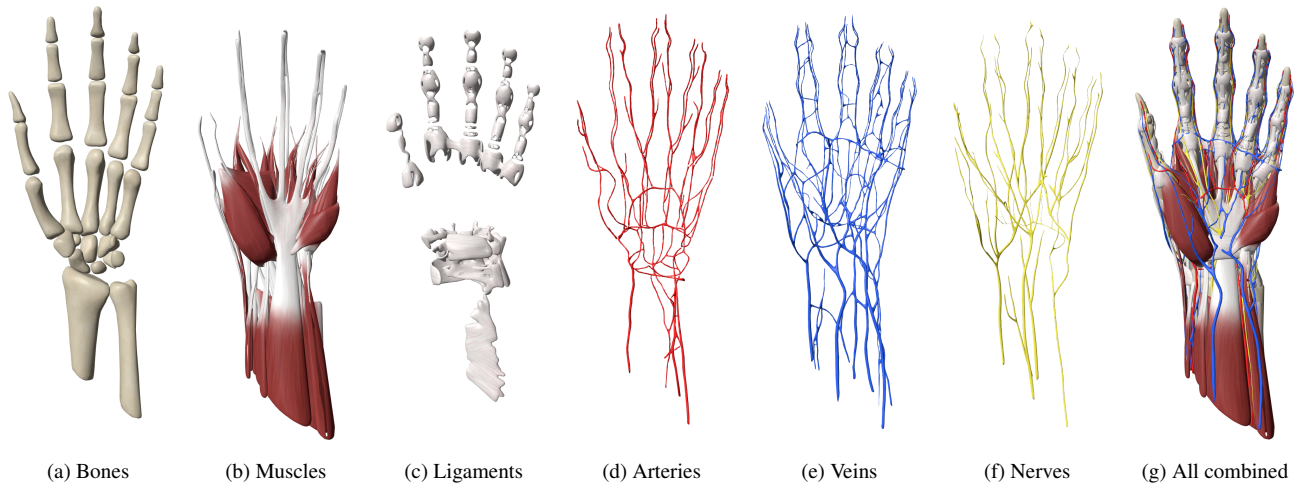 (a) Bones
(b) Muscles
(c) Ligaments
(d) Arteries
(e) Veins
(f) Nerves
(g) All combined